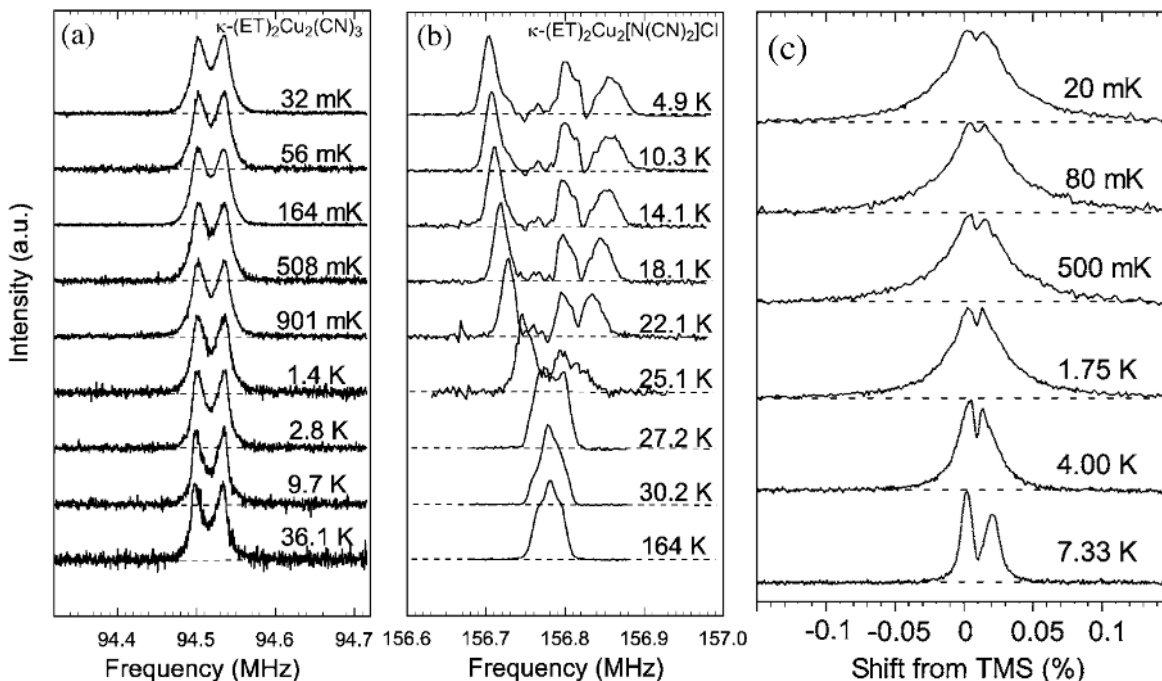 (a)
κ-(ET)₂Cu₂(CN)₃
32 mK
56 mK
164 mK
508 mK
901 mK
1.4 K
2.8 K
9.7 K
36.1 K
94.4 94.5 94.6 94.7
Frequency (MHz)
Intensity (a.u.)
(b)
κ-(ET)₂Cu₂[N(CN)₂]Cl
4.9 K
10.3 K
14.1 K
18.1 K
22.1 K
25.1 K
27.2 K
30.2 K
164 K
156.6 156.7 156.8 156.9 157.0
Frequency (MHz)
(c)
20 mK
80 mK
500 mK
1.75 K
4.00 K
7.33 K
-0.1 -0.05 0 0.05 0.1
Shift from TMS (%)